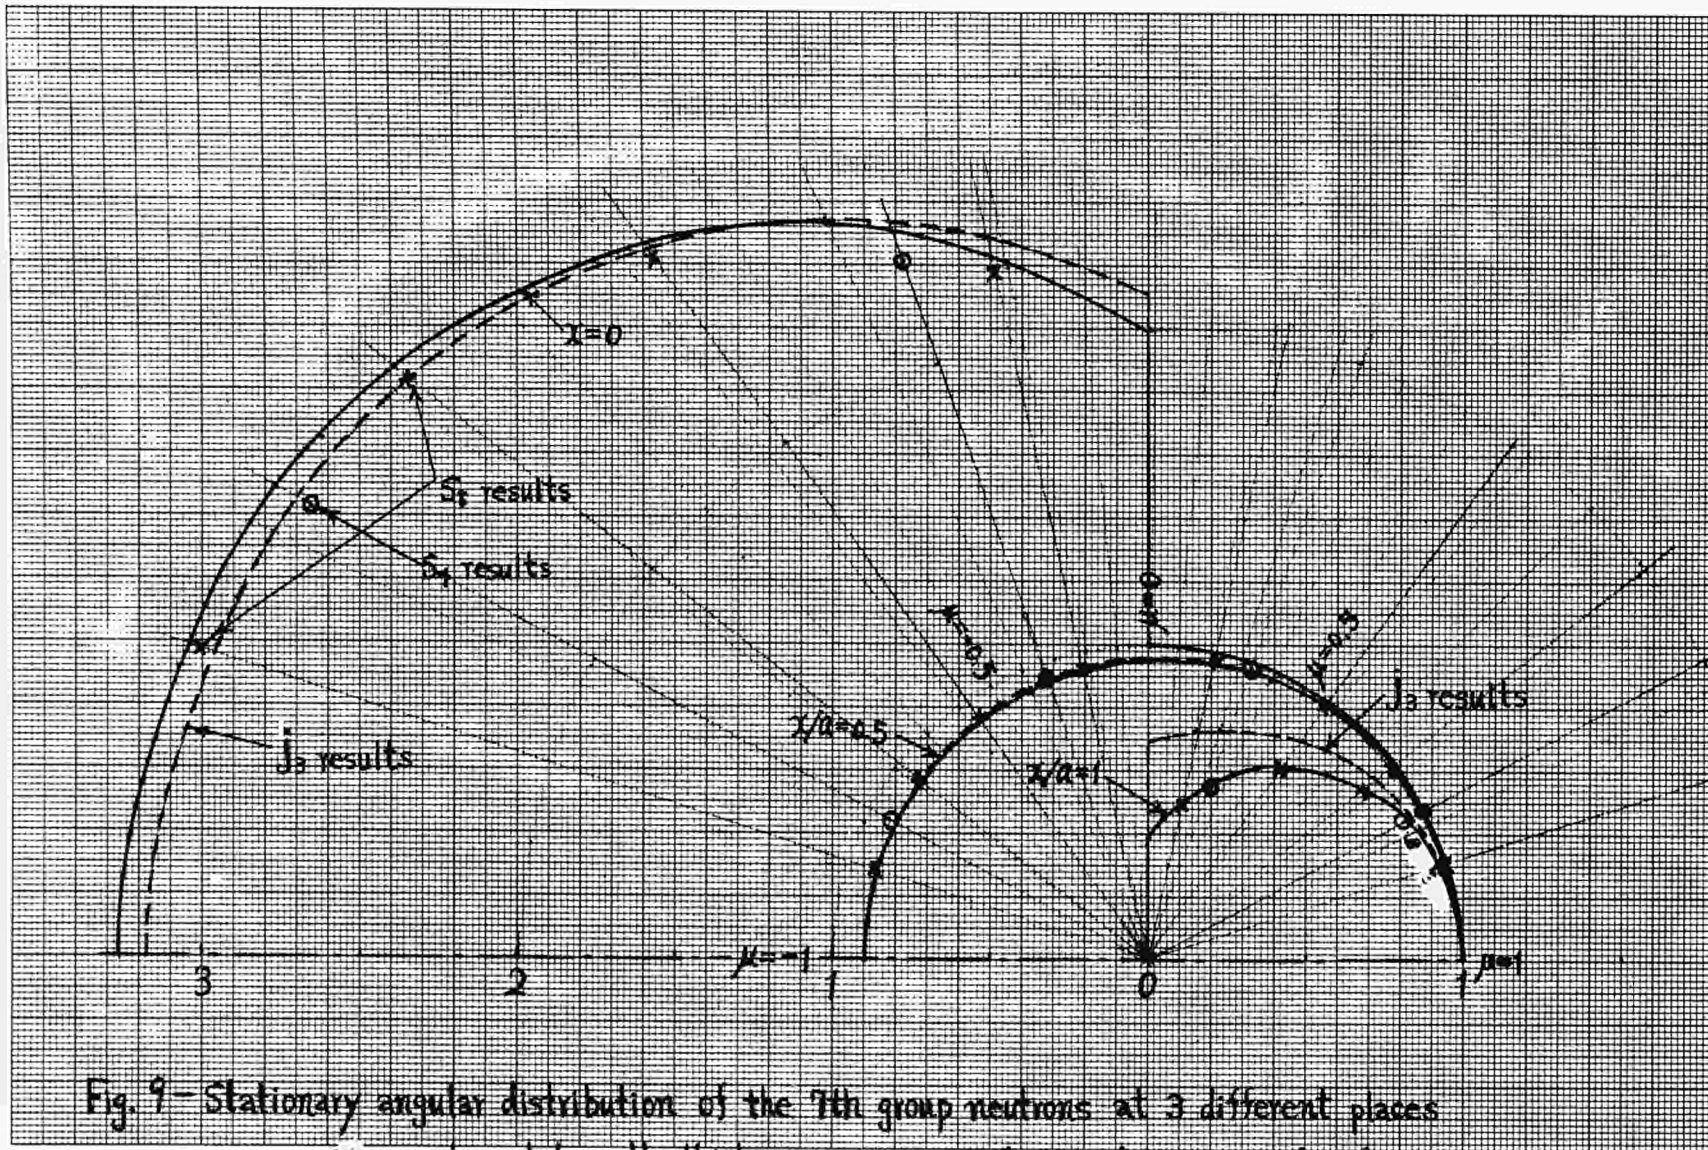 x=0
S₈ results
S₄ results
μ=0
μ=-0.5
μ=0.5
j₃ results
x/a=0.5
j₃ results
x/a=1
μ=-1
μ=1
3 2 1 0 1
Fig. 9 – Stationary angular distribution of the 7th group neutrons at 3 different places